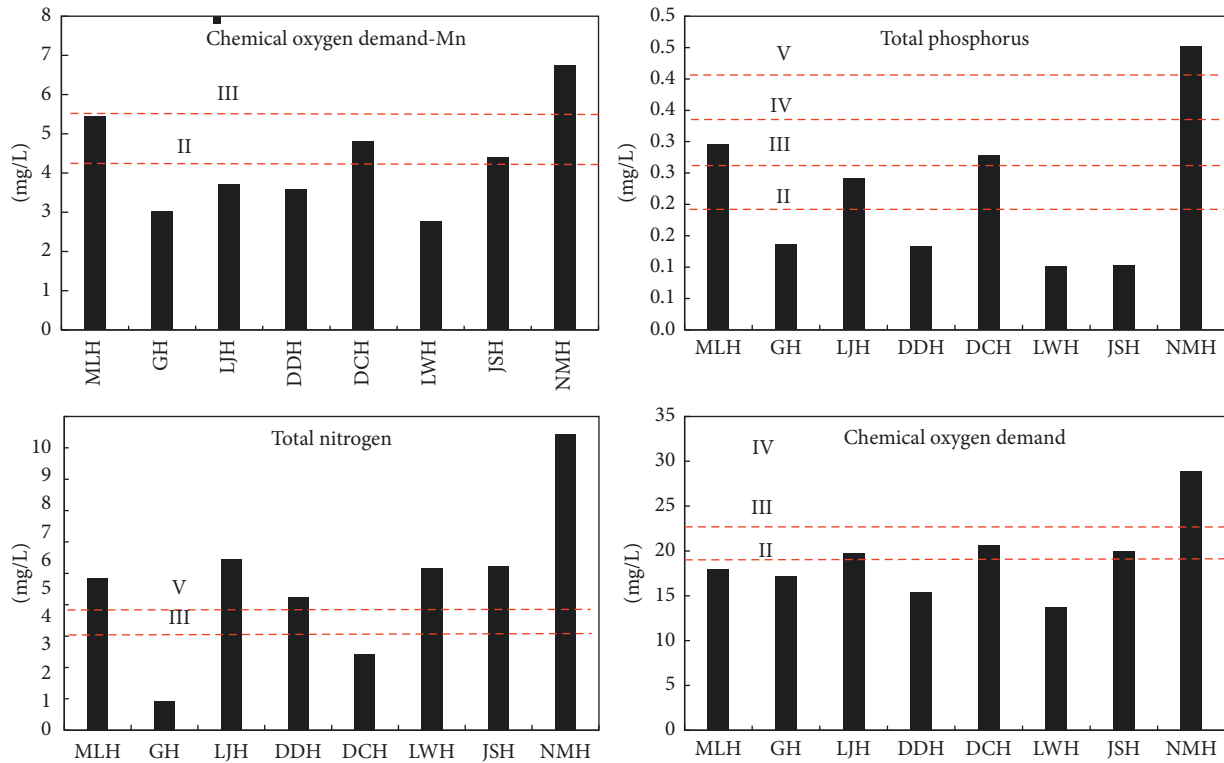 Chemical oxygen demand-Mn
(mg/L)
8
7
6
5
4
3
2
1
0
III
II
MLH GH LJH DDH DCH LWH JSH NMH
Total phosphorus
(mg/L)
0.5
0.4
0.4
0.3
0.3
0.2
0.2
0.1
0.1
0.0
V
IV
III
II
MLH GH LJH DDH DCH LWH JSH NMH
Total nitrogen
(mg/L)
10
9
8
7
6
5
4
3
2
1
0
V
III
MLH GH LJH DDH DCH LWH JSH NMH
Chemical oxygen demand
(mg/L)
35
30
25
20
15
10
5
0
IV
III
II
MLH GH LJH DDH DCH LWH JSH NMH